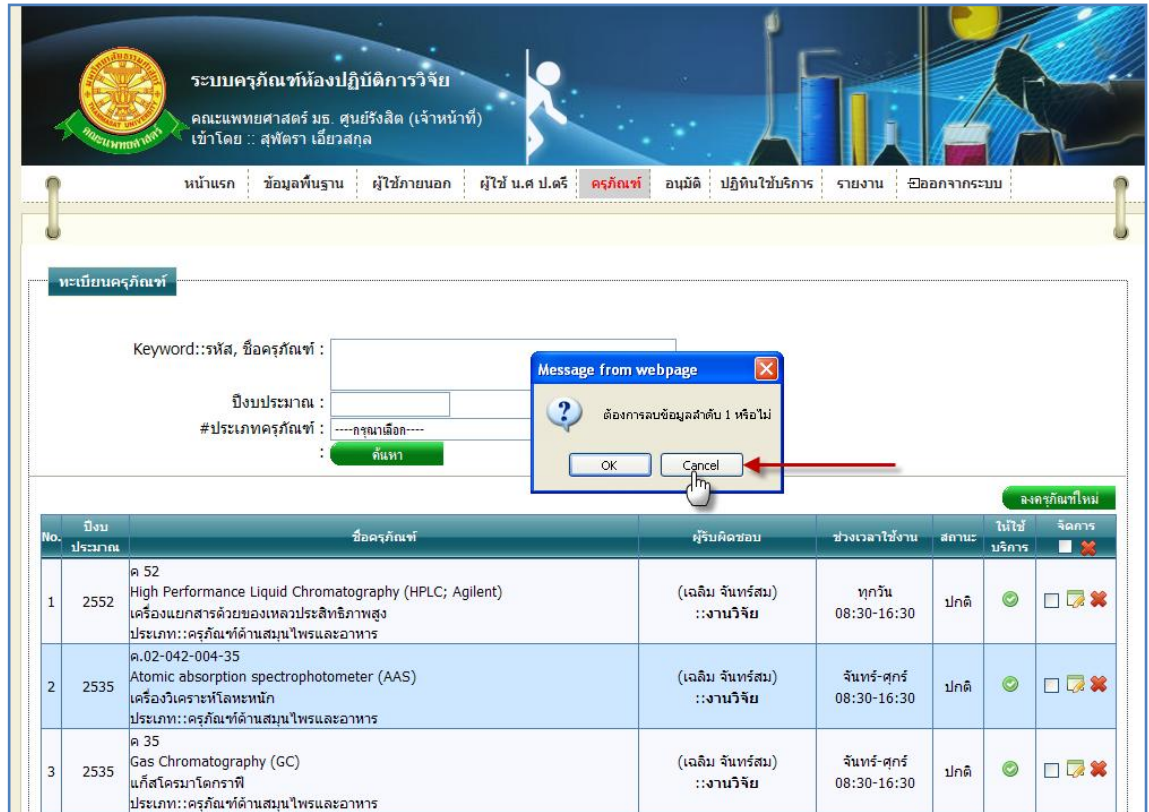 ระบบครุภัณฑ์ห้องปฏิบัติการวิจัย
คณะแพทยศาสตร์ มธ. ศูนย์รังสิต (เจ้าหน้าที่)
เข้าโดย :: สุพัตรา เอี่ยวสกุล
คณะแพทยศาสตร์
หน้าแรก ข้อมูลพื้นฐาน ผู้ใช้ภายนอก ผู้ใช้ น.ศ ป.ตรี ครุภัณฑ์ อนุมัติ ปฏิทินใช้บริการ รายงาน ออกจากระบบ
ทะเบียนครุภัณฑ์
Keyword::รหัส, ชื่อครุภัณฑ์ :
ปีงบประมาณ :
#ประเภทครุภัณฑ์ : ----กรุณาเลือก----
: ค้นหา
Message from webpage
ต้องการลบข้อมูลลำดับ 1 หรือไม่
OK Cancel
ลงครุภัณฑ์ใหม่
No. ปีงบประมาณ ชื่อครุภัณฑ์ ผู้รับผิดชอบ ช่วงเวลาใช้งาน สถานะ ให้ใช้บริการ จัดการ
1 2552
ค 52
High Performance Liquid Chromatography (HPLC; Agilent)
เครื่องแยกสารด้วยของเหลวประสิทธิภาพสูง
ประเภท::ครุภัณฑ์ด้านสมุนไพรและอาหาร
(เฉลิม จันทร์สม)
::งานวิจัย
ทุกวัน
08:30-16:30
ปกติ
2 2535
ค.02-042-004-35
Atomic absorption spectrophotometer (AAS)
เครื่องวิเคราะห์โลหะหนัก
ประเภท::ครุภัณฑ์ด้านสมุนไพรและอาหาร
(เฉลิม จันทร์สม)
::งานวิจัย
จันทร์-ศุกร์
08:30-16:30
ปกติ
3 2535
ค 35
Gas Chromatography (GC)
แก็สโครมาโตกราฟี
ประเภท::ครุภัณฑ์ด้านสมุนไพรและอาหาร
(เฉลิม จันทร์สม)
::งานวิจัย
จันทร์-ศุกร์
08:30-16:30
ปกติ